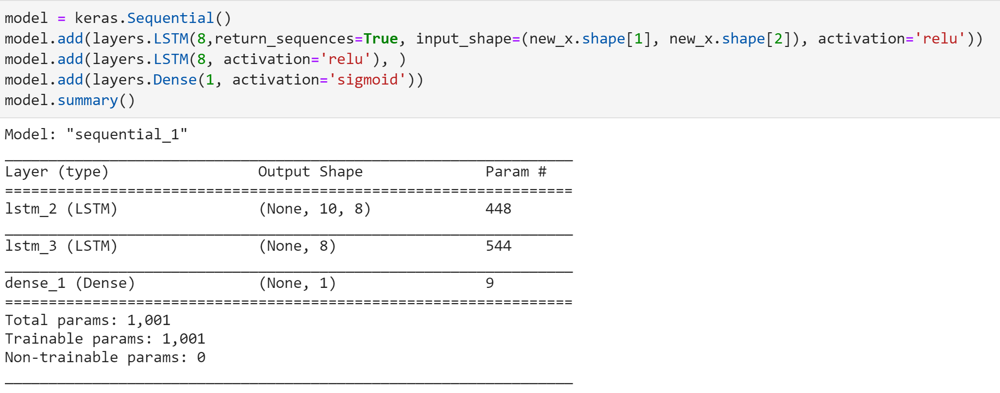 model = keras.Sequential()
model.add(layers.LSTM(8,return_sequences=True, input_shape=(new_x.shape[1], new_x.shape[2]), activation='relu'))
model.add(layers.LSTM(8, activation='relu'), )
model.add(layers.Dense(1, activation='sigmoid'))
model.summary()
Model: "sequential_1"
_________________________________________________________________
Layer (type)                 Output Shape              Param #
=================================================================
lstm_2 (LSTM)                (None, 10, 8)             448
_________________________________________________________________
lstm_3 (LSTM)                (None, 8)                 544
_________________________________________________________________
dense_1 (Dense)              (None, 1)                 9
=================================================================
Total params: 1,001
Trainable params: 1,001
Non-trainable params: 0
_________________________________________________________________